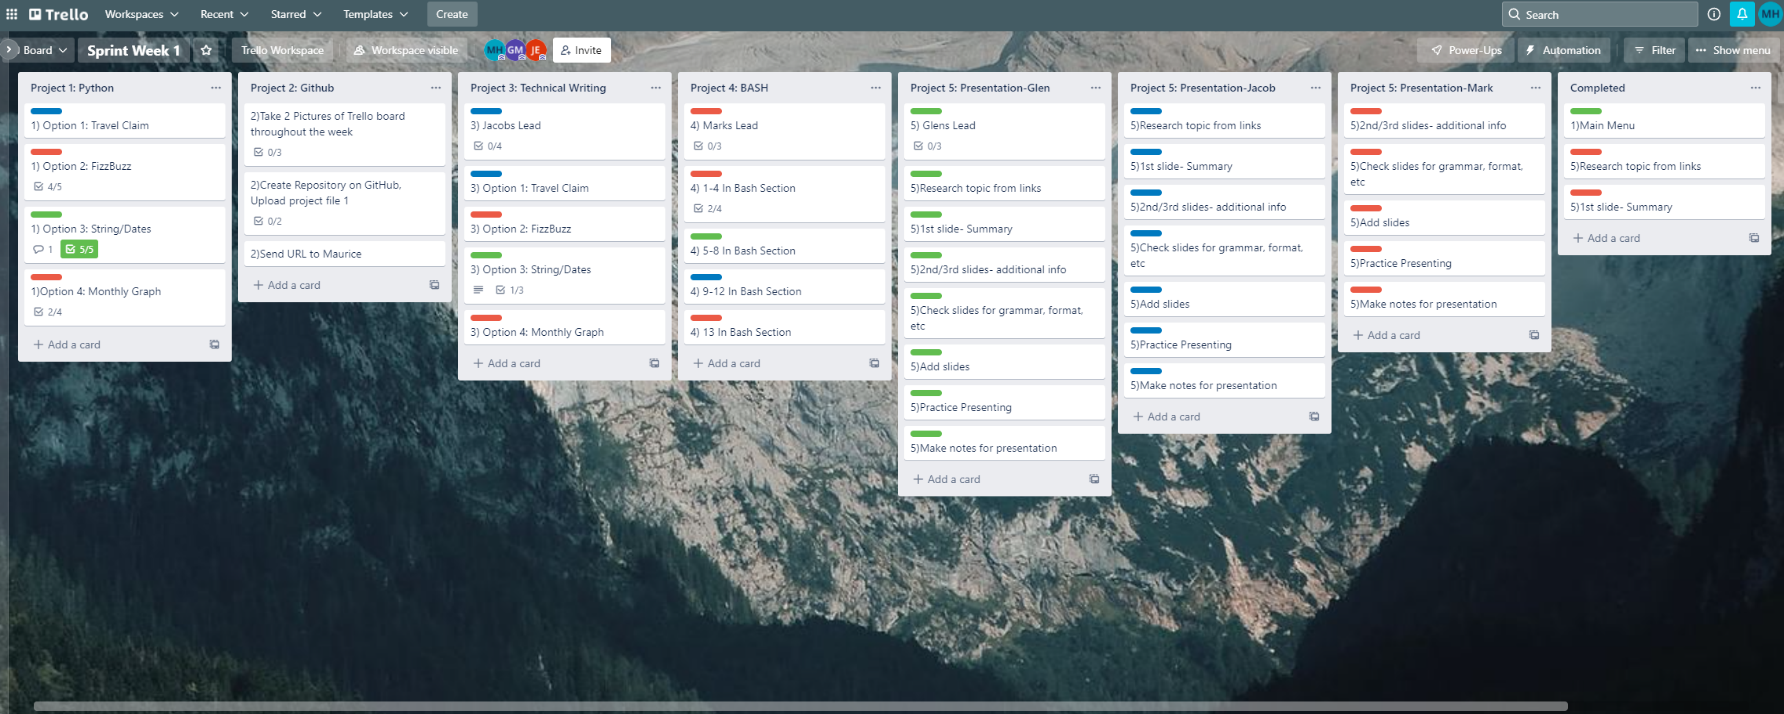 Trello
Workspaces
Recent
Starred
Templates
Create
Search
MH
Board
Sprint Week 1
Trello Workspace
Workspace visible
MH
GM
JE
Invite
Power-Ups
Automation
Filter
Show menu
Project 1: Python
1) Option 1: Travel Claim
1) Option 2: FizzBuzz
4/5
1) Option 3: String/Dates
1
5/5
1)Option 4: Monthly Graph
2/4
Add a card
Project 2: Github
2)Take 2 Pictures of Trello board
throughout the week
0/3
2)Create Repository on GitHub,
Upload project file 1
0/2
2)Send URL to Maurice
Add a card
Project 3: Technical Writing
3) Jacobs Lead
0/4
3) Option 1: Travel Claim
3) Option 2: FizzBuzz
3) Option 3: String/Dates
1/3
3) Option 4: Monthly Graph
Add a card
Project 4: BASH
4) Marks Lead
0/3
4) 1-4 In Bash Section
2/4
4) 5-8 In Bash Section
4) 9-12 In Bash Section
4) 13 In Bash Section
Add a card
Project 5: Presentation-Glen
5) Glens Lead
0/3
5)Research topic from links
5)1st slide- Summary
5)2nd/3rd slides- additional info
5)Check slides for grammar, format,
etc
5)Add slides
5)Practice Presenting
5)Make notes for presentation
Add a card
Project 5: Presentation-Jacob
5)Research topic from links
5)1st slide- Summary
5)2nd/3rd slides- additional info
5)Check slides for grammar, format,
etc
5)Add slides
5)Practice Presenting
5)Make notes for presentation
Add a card
Project 5: Presentation-Mark
5)2nd/3rd slides- additional info
5)Check slides for grammar, format,
etc
5)Add slides
5)Practice Presenting
5)Make notes for presentation
Add a card
Completed
1)Main Menu
5)Research topic from links
5)1st slide- Summary
Add a card